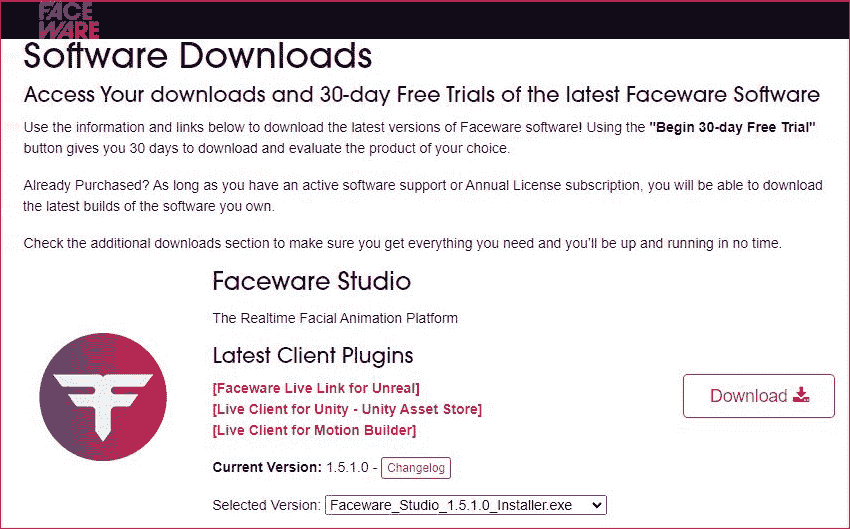 FACE
WARE
Software Downloads
Access Your downloads and 30-day Free Trials of the latest Faceware Software
Use the information and links below to download the latest versions of Faceware software! Using the "Begin 30-day Free Trial"
button gives you 30 days to download and evaluate the product of your choice.
Already Purchased? As long as you have an active software support or Annual License subscription, you will be able to download
the latest builds of the software you own.
Check the additional downloads section to make sure you get everything you need and you'll be up and running in no time.
Faceware Studio
The Realtime Facial Animation Platform
Latest Client Plugins
[Faceware Live Link for Unreal]
[Live Client for Unity - Unity Asset Store]
[Live Client for Motion Builder]
Download
Current Version: 1.5.1.0 - Changelog
Selected Version: Faceware_Studio_1.5.1.0_Installer.exe